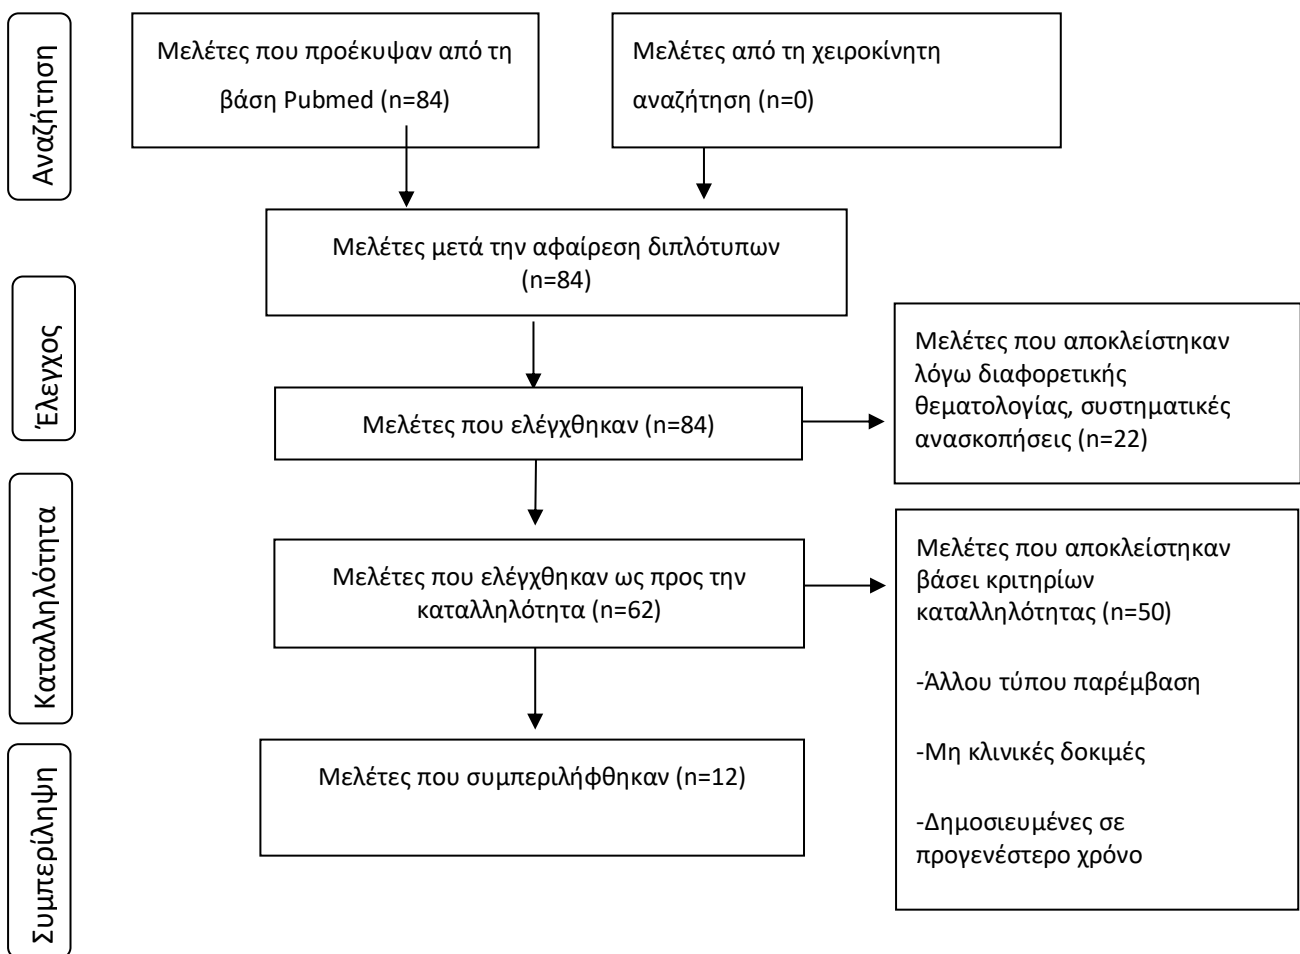 Αναζήτηση
Μελέτες που προέκυψαν από τη
βάση Pubmed (n=84)
Μελέτες από τη χειροκίνητη
αναζήτηση (n=0)
Μελέτες μετά την αφαίρεση διπλότυπων
(n=84)
Έλεγχος
Μελέτες που ελέγχθηκαν (n=84)
Μελέτες που αποκλείστηκαν
λόγω διαφορετικής
θεματολογίας, συστηματικές
ανασκοπήσεις (n=22)
Καταλληλότητα
Μελέτες που ελέγχθηκαν ως προς την
καταλληλότητα (n=62)
Μελέτες που αποκλείστηκαν
βάσει κριτηρίων
καταλληλότητας (n=50)
-Άλλου τύπου παρέμβαση
-Μη κλινικές δοκιμές
-Δημοσιευμένες σε
προγενέστερο χρόνο
Συμπερίληψη
Μελέτες που συμπεριλήφθηκαν (n=12)